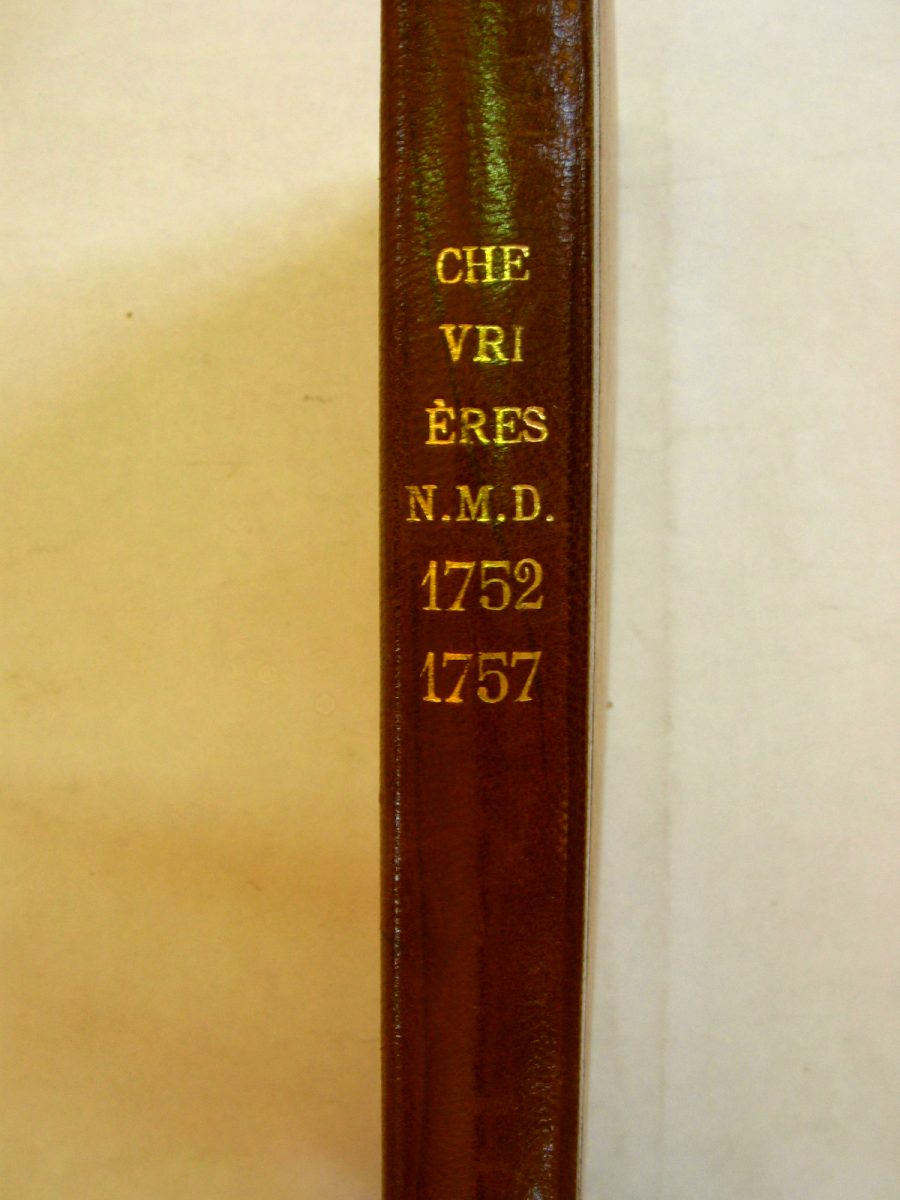 CHE
VRI
ÈRES
N.M.D.
1752
1757